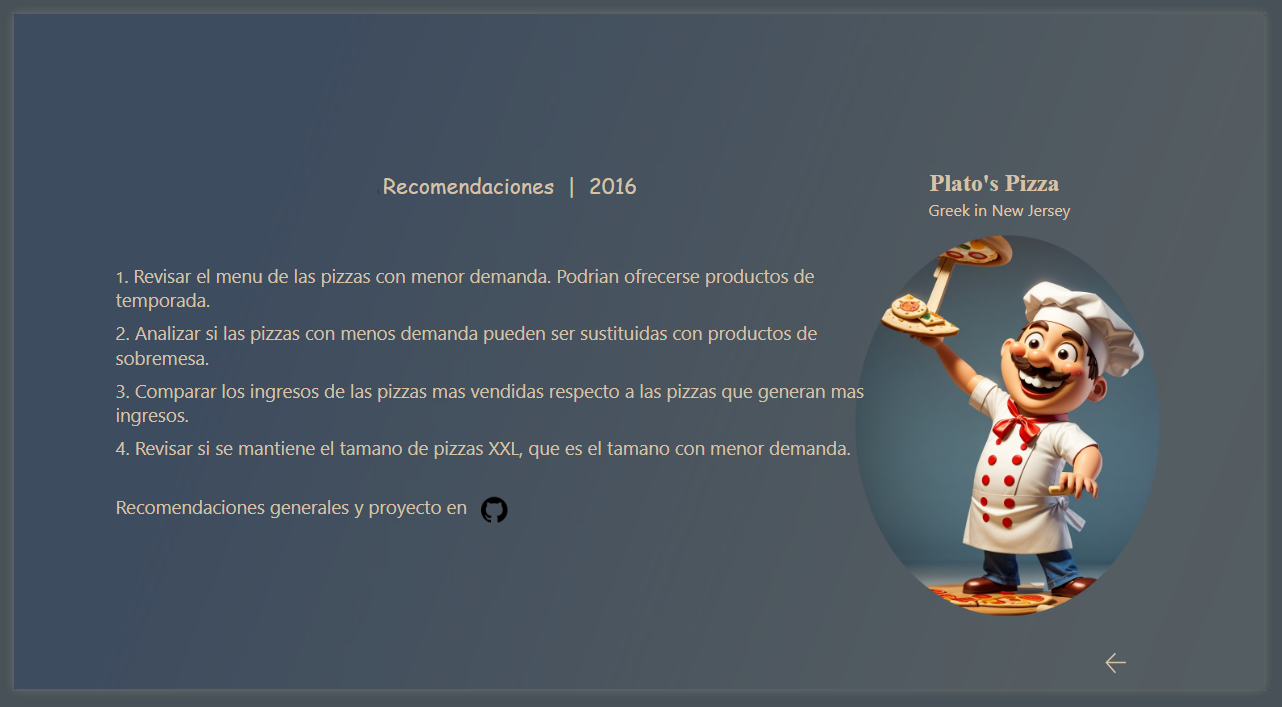 Recomendaciones | 2016
Plato's Pizza
Greek in New Jersey
1. Revisar el menu de las pizzas con menor demanda. Podrian ofrecerse productos de
temporada.
2. Analizar si las pizzas con menos demanda pueden ser sustituidas con productos de
sobremesa.
3. Comparar los ingresos de las pizzas mas vendidas respecto a las pizzas que generan mas
ingresos.
4. Revisar si se mantiene el tamano de pizzas XXL, que es el tamano con menor demanda.
Recomendaciones generales y proyecto en